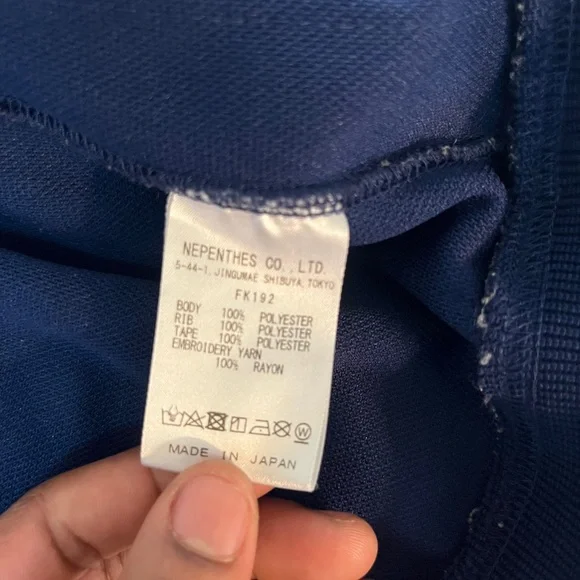 NEPENTHES CO.,LTD.
5-44-1, JINGUMAE SHIBUYA, TOKYO
FK192
BODY 100% POLYESTER
RIB 100% POLYESTER
TAPE 100% POLYESTER
EMBROIDERY YARN
100% RAYON
W
MADE IN JAPAN